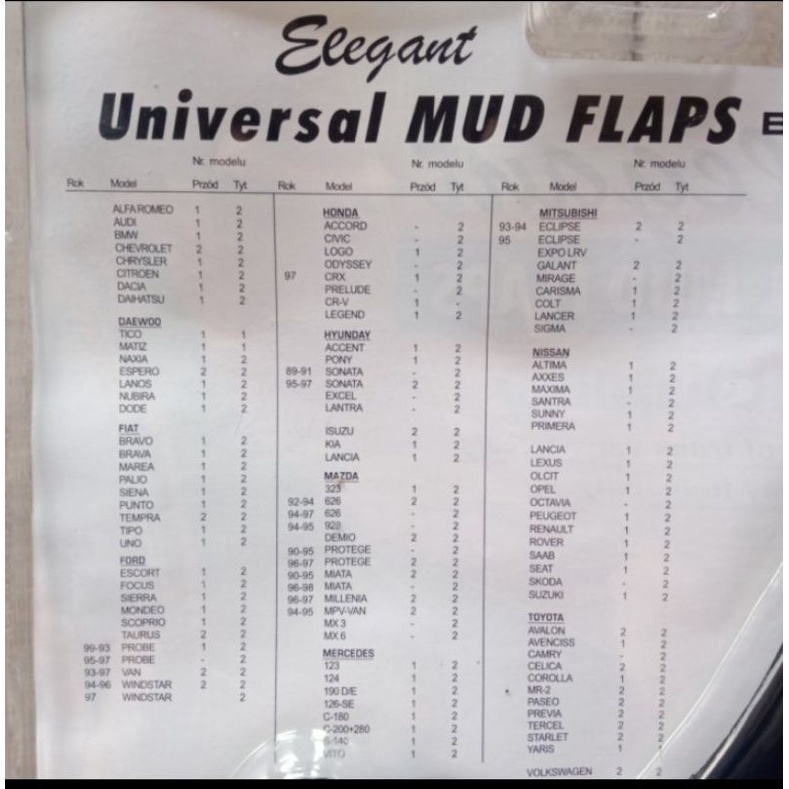 Elegant
Universal MUD FLAPS
Nr. modelu
Rok Model Przód Tyt
ALFA ROMEO 1 2
AUDI 1 2
BMW 1 2
CHEVROLET 2 2
CHRYSLER 1 2
CITROEN 1 2
DACIA 1 2
DAIHATSU 1 2
DAEWOO
TICO 1 1
MATIZ 1 1
NAXIA 1 2
ESPERO 2 2
LANOS 1 2
NUBIRA 1 2
DODE 1 2
FIAT
BRAVO 1 2
BRAVA 1 2
MAREA 1 2
PALIO 1 2
SIENA 1 2
PUNTO 1 2
TEMPRA 2 2
TIPO 1 2
UNO 1 2
FORD
ESCORT 1 2
FOCUS 1 2
SIERRA 1 2
MONDEO 1 2
SCOPRIO 1 2
TAURUS 2 2
99-93 PROBE 1 2
95-97 PROBE - 2
93-97 VAN 2 2
94-96 WINDSTAR 2 2
97 WINDSTAR 2
Nr. modelu
Rok Model Przód Tyt
HONDA
ACCORD - 2
CIVIC - 2
LOGO 1 2
ODYSSEY - 2
97 CRX 1 2
PRELUDE - 2
CR-V 1 -
LEGEND 1 2
HYUNDAY
ACCENT 1 2
PONY 1 2
89-91 SONATA - 2
95-97 SONATA 2 2
EXCEL - 2
LANTRA - 2
ISUZU 2 2
KIA 1 2
LANCIA 1 2
MAZDA
323 1 2
92-94 626 2 2
94-97 626 - 2
94-95 929 - 2
DEMIO 2 2
90-95 PROTEGE - 2
96-97 PROTEGE 2 2
90-95 MIATA 2 2
96-98 MIATA - 2
96-97 MILLENIA 2 2
94-95 MPV-VAN 2 2
MX 3 - 2
MX 6 - 2
MERCEDES
123 1 2
124 1 2
190 D/E 1 2
126-SE 1 2
C-180 1 2
C-200+280 1 2
S-140 1 2
VITO 1 2
Nr. modelu
Rok Model Przód Tyt
MITSUBISHI
93-94 ECLIPSE 2 2
95 ECLIPSE - 2
EXPO LRV
GALANT 2 2
MIRAGE - 2
CARISMA 1 2
COLT 1 2
LANCER 1 2
SIGMA - 2
NISSAN
ALTIMA 1 2
AXXES 1 2
MAXIMA 1 2
SANTRA - 2
SUNNY 1 2
PRIMERA 1 2
LANCIA 1 2
LEXUS 1 2
OLCIT 1 2
OPEL 1 2
OCTAVIA - 2
PEUGEOT 1 2
RENAULT 1 2
ROVER 1 2
SAAB 1 2
SEAT 1 2
SKODA - 2
SUZUKI 1 2
TOYOTA
AVALON 2 2
AVENCISS 1 2
CAMRY - 2
CELICA 2 2
COROLLA 1 2
MR-2 2 2
PASEO 2 2
PREVIA 2 2
TERCEL 2 2
STARLET 2 2
YARIS 1 1
VOLKSWAGEN 2 2